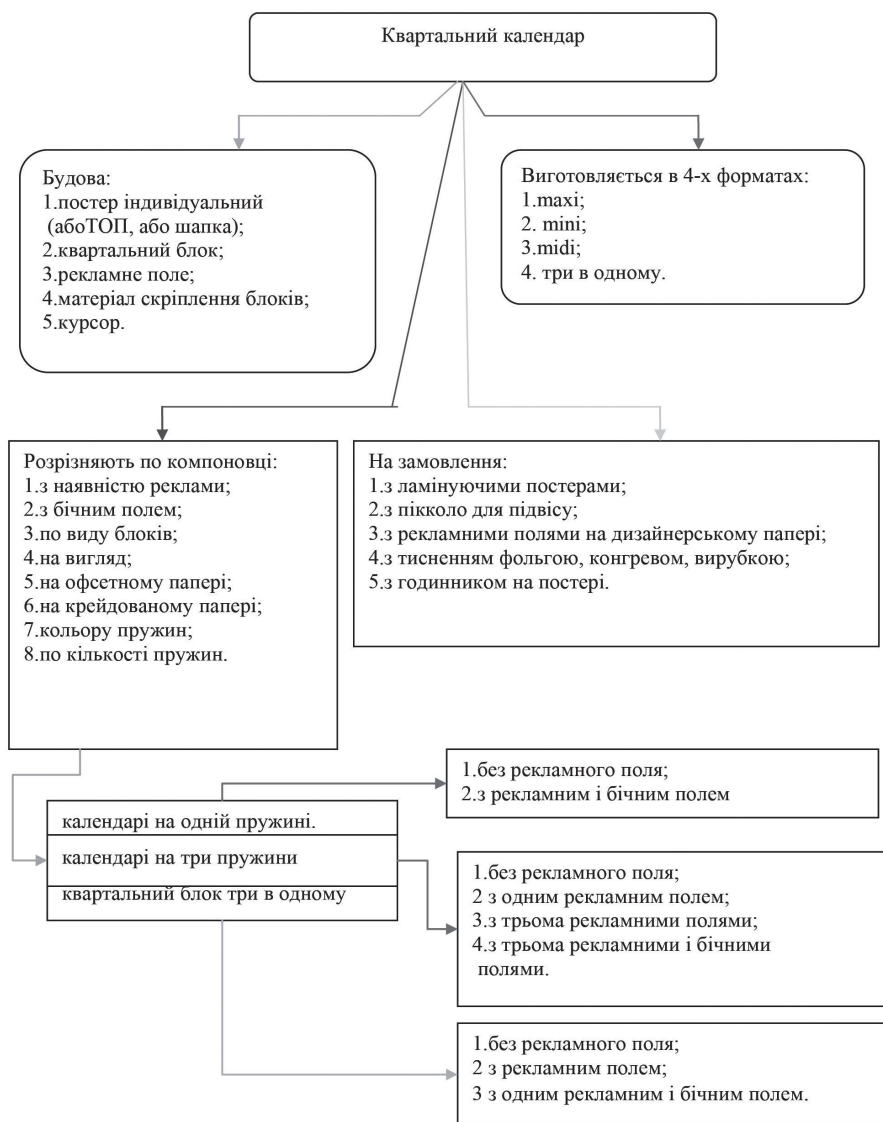 Квартальний календар
Будова:
1.постер індивідуальний
(абоТОП, або шапка);
2.квартальний блок;
3.рекламне поле;
4.матеріал скріплення блоків;
5.курсор.
Виготовляється в 4-х форматах:
1.maxi;
2. mini;
3.midi;
4. три в одному.
Розрізняють по компоновці:
1.з наявністю реклами;
2.з бічним полем;
3.по виду блоків;
4.на вигляд;
5.на офсетному папері;
6.на крейдованому папері;
7.кольору пружин;
8.по кількості пружин.
На замовлення:
1.з ламінуючими постерами;
2.з пікколо для підвісу;
3.з рекламними полями на дизайнерському папері;
4.з тисненням фольгою, конгревом, вирубкою;
5.з годинником на постері.
1.без рекламного поля;
2.з рекламним і бічним полем
календарі на одній пружині.
календарі на три пружини
квартальний блок три в одному
1.без рекламного поля;
2 з одним рекламним полем;
3.з трьома рекламними полями;
4.з трьома рекламними і бічними
полями.
1.без рекламного поля;
2 з рекламним полем;
3 з одним рекламним і бічним полем.